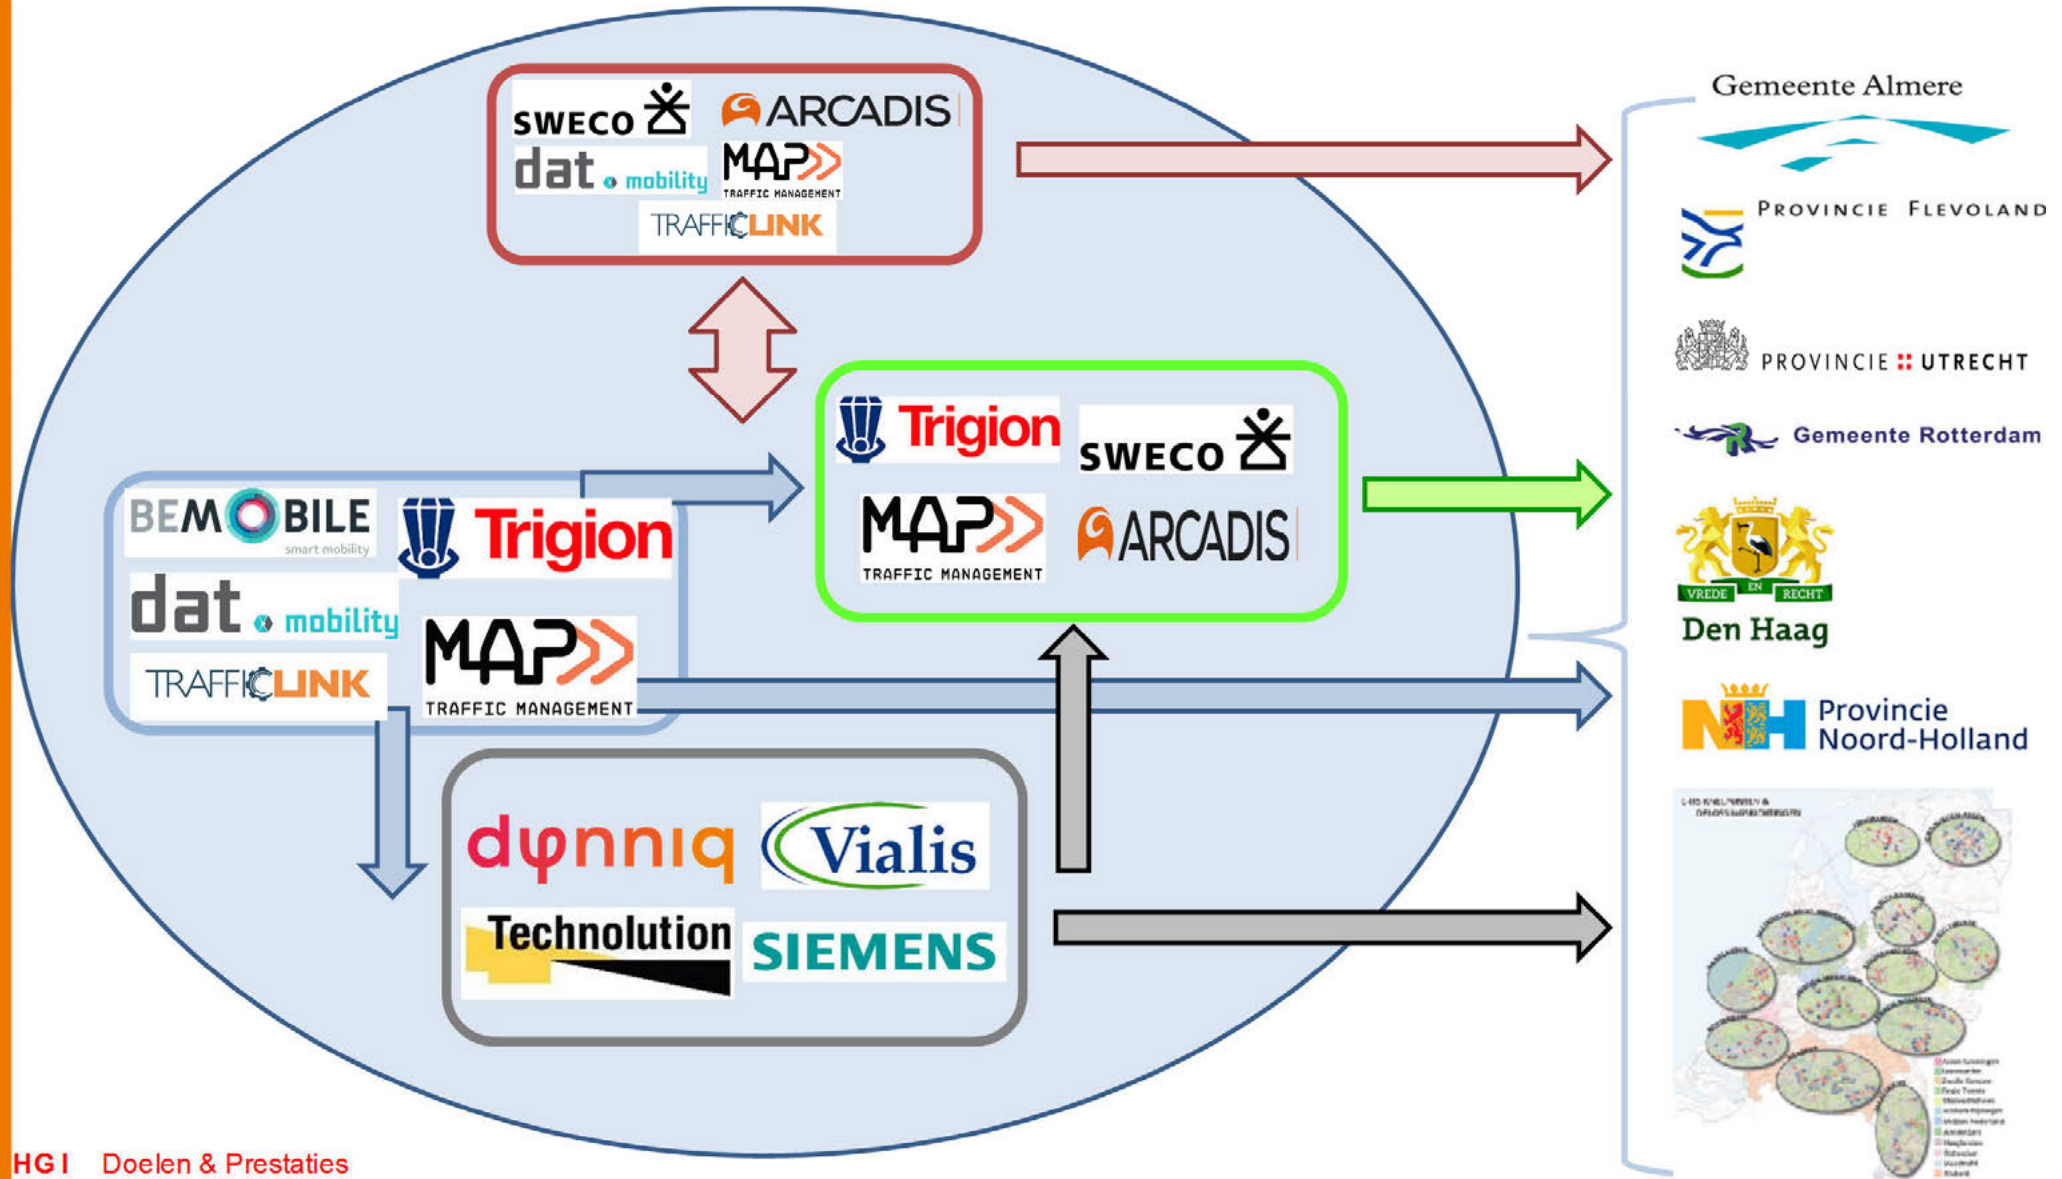 SWECO
ARCADIS
dat.mobility
MAP
TRAFFIC MANAGEMENT
TRAFFICLINK
Trigion
SWECO
MAP
TRAFFIC MANAGEMENT
ARCADIS
BEMOBILE
smart mobility
Trigion
dat.mobility
MAP
TRAFFIC MANAGEMENT
TRAFFICLINK
dynniq
Vialis
Technolution
SIEMENS
Gemeente Almere
PROVINCIE FLEVOLAND
PROVINCIE UTRECHT
Gemeente Rotterdam
VREDE EN RECHT
Den Haag
NH
Provincie
Noord-Holland
HGI Doelen & Prestaties